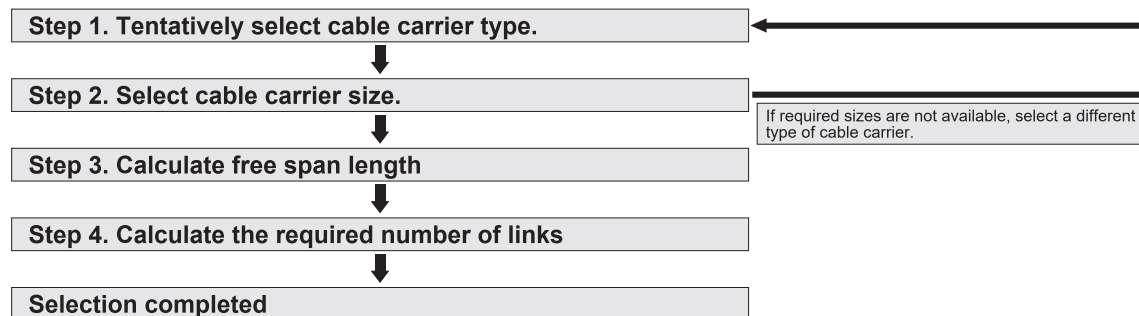 Step 1. Tentatively select cable carrier type.
Step 2. Select cable carrier size.
If required sizes are not available, select a different
type of cable carrier.
Step 3. Calculate free span length
Step 4. Calculate the required number of links
Selection completed